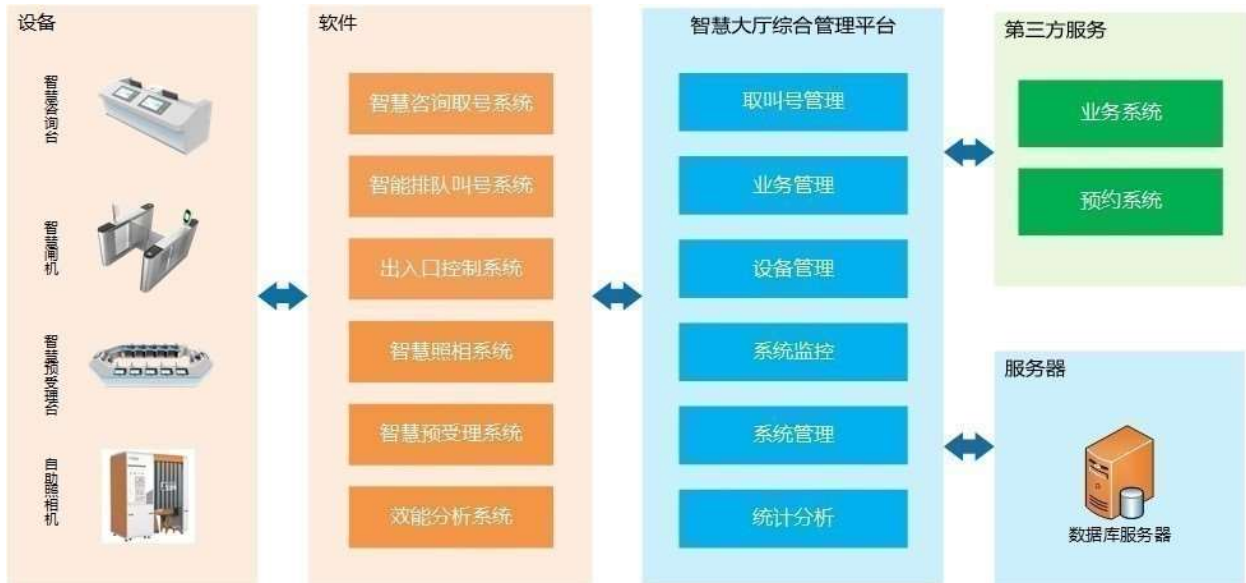 设备
智慧咨询台
智慧闸机
智慧预受理台
自助照相机
软件
智慧咨询取号系统
智能排队叫号系统
出入口控制系统
智慧照相系统
智慧预受理系统
效能分析系统
智慧大厅综合管理平台
取叫号管理
业务管理
设备管理
系统监控
系统管理
统计分析
第三方服务
业务系统
预约系统
服务器
数据库服务器